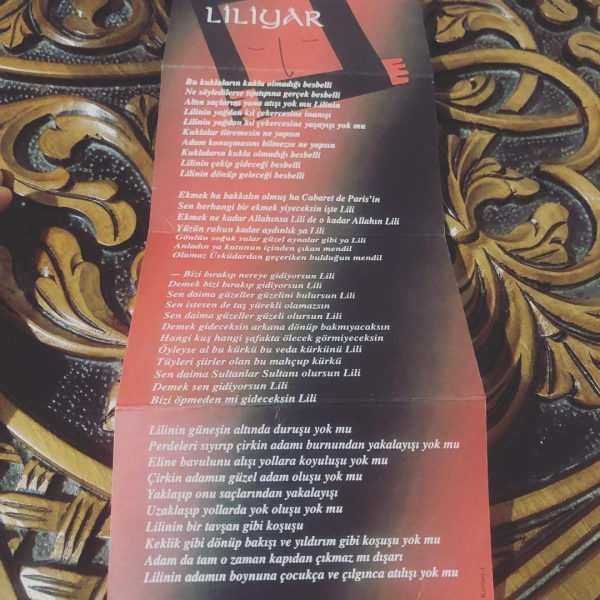 LİLİYAR
Bu kuklaların kukla olmadığı besbelli
Ne söyledilerse tıpatıpına gerçek besbelli
Altın saçlarını yana atışı yok mu Lilinin
Lilinin yağdan kıl çekercesine inanışı
Lilinin yağdan kıl çekercesine yaşayışı yok mu
Kuklalar titremesin ne yapsın
Adam konuşmasını bilmezse ne yapsın
Kuklaların kukla olmadığı besbelli
Lilinin çekip gideceği besbelli
Lilinin dönüp geleceği besbelli
Ekmek ha bakkalın olmuş ha Cabaret de Paris'in
Sen herhangi bir ekmek yiyeceksin işte Lili
Ekmek ne kadar Allahınsa Lili de o kadar Allahın Lili
Yüzün ruhun kadar aydınlık ya Lili
Gönlün soğuk sular güzel aynalar gibi ya Lili
Anladın ya kutunun içinden çıkan mendil
Olamaz Üsküdardan geçeriken bulduğun mendil
— Bizi bırakıp nereye gidiyorsun Lili
Demek bizi bırakıp gidiyorsun Lili
Sen daima güzeller güzelini bulursun Lili
Sen istesen de taş yürekli olamazsın
Sen daima güzeller güzeli olursun Lili
Demek gideceksin arkana dönüp bakmıyacaksın
Hangi kuş hangi şafakta ölecek görmiyeceksin
Öyleyse al bu kürkü bu veda kürkünü Lili
Tüyleri şiirler olan bu mahçup kürkü
Sen daima Sultanlar Sultanı olursun Lili
Demek sen gidiyorsun Lili
Bizi öpmeden mi gideceksin Lili
Lilinin güneşin altında duruşu yok mu
Perdeleri sıyırıp çirkin adamı burnundan yakalayışı yok mu
Eline bavulunu alışı yollara koyuluşu yok mu
Çirkin adamın güzel adam oluşu yok mu
Yaklaşıp onu saçlarından yakalayışı
Uzaklaşıp yollarda yok oluşu yok mu
Lilinin bir tavşan gibi koşuşu
Keklik gibi dönüp bakışı ve yıldırım gibi koşuşu yok mu
Adam da tam o zaman kapıdan çıkmaz mı dışarı
Lilinin adamın boynuna çocukça ve çılgınca atılışı yok mu